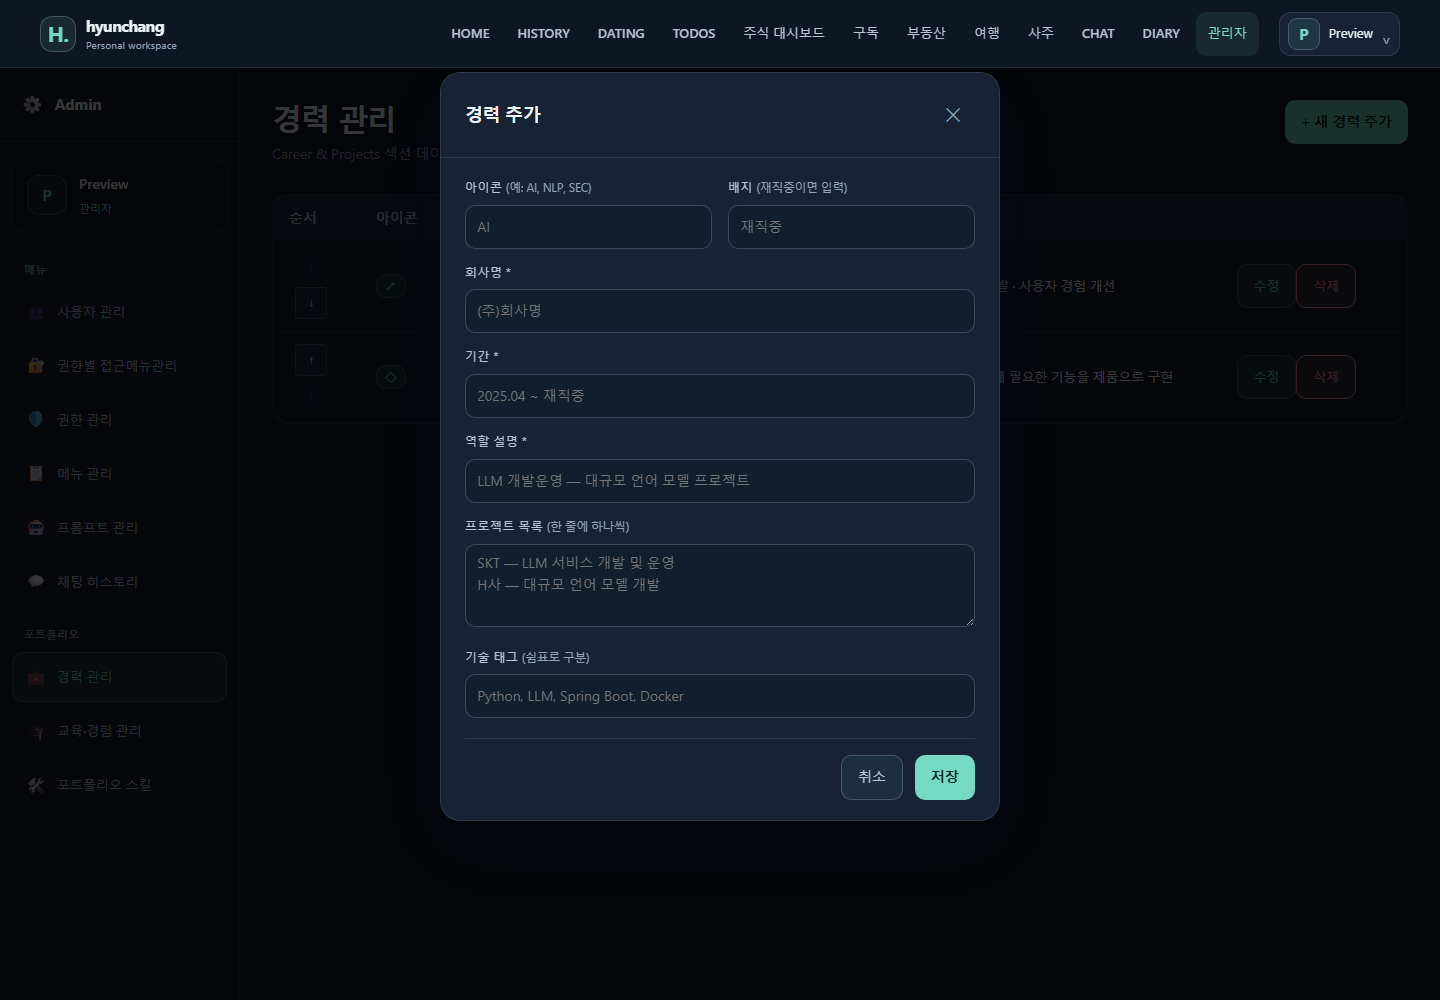 H.
hyunchang
Personal workspace
HOME
HISTORY
DATING
TODOS
주식 대시보드
구독
부동산
여행
사주
CHAT
DIARY
관리자
P
Preview
v
Admin
P
Preview
관리자
메뉴
사용자 관리
권한별 접근메뉴관리
권한 관리
메뉴 관리
프롬프트 관리
채팅 히스토리
포트폴리오
경력 관리
교육·경험 관리
포트폴리오 스킬
경력 관리
Career & Projects 섹션 데이
+ 새 경력 추가
순서
아이콘
· 사용자 경험 개선
수정
삭제
필요한 기능을 제품으로 구현
수정
삭제
경력 추가
아이콘 (예: AI, NLP, SEC)
배지 (재직중이면 입력)
AI
재직중
회사명 *
(주)회사명
기간 *
2025.04 ~ 재직중
역할 설명 *
LLM 개발운영 — 대규모 언어 모델 프로젝트
프로젝트 목록 (한 줄에 하나씩)
SKT — LLM 서비스 개발 및 운영
H사 — 대규모 언어 모델 개발
기술 태그 (쉼표로 구분)
Python, LLM, Spring Boot, Docker
취소
저장